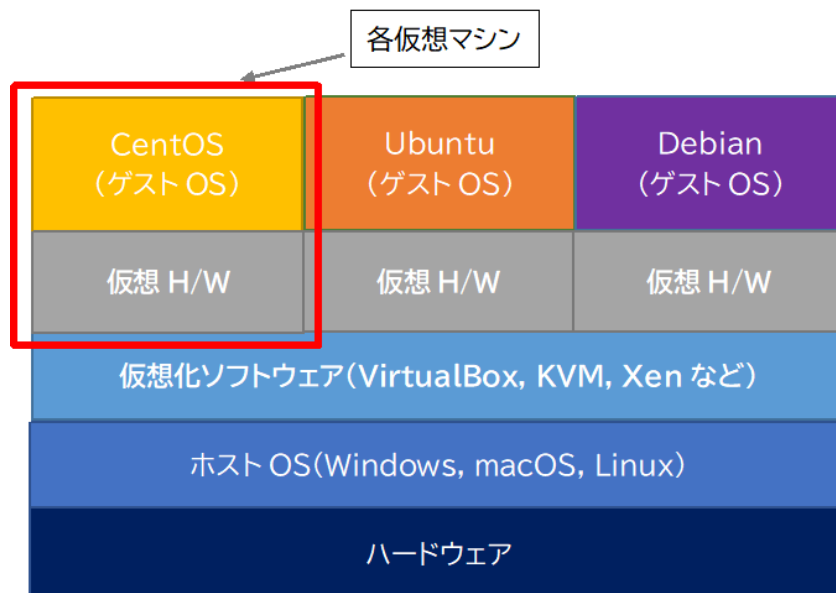 各仮想マシン
CentOS
(ゲスト OS)
Ubuntu
(ゲスト OS)
Debian
(ゲスト OS)
仮想 H/W
仮想 H/W
仮想 H/W
仮想化ソフトウェア(VirtualBox, KVM, Xen など)
ホスト OS(Windows, macOS, Linux)
ハードウェア